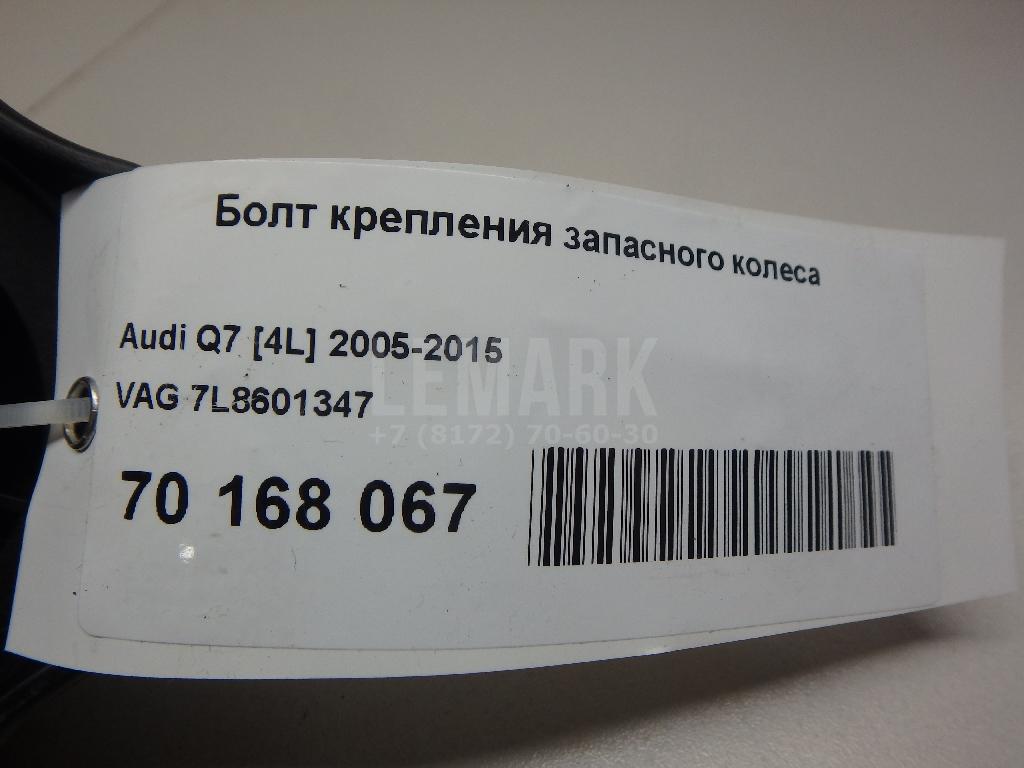 Болт крепления запасного колеса
Audi Q7 [4L] 2005-2015
VAG 7L8601347
LEMARK
+7 (8172) 70-60-30
70 168 067